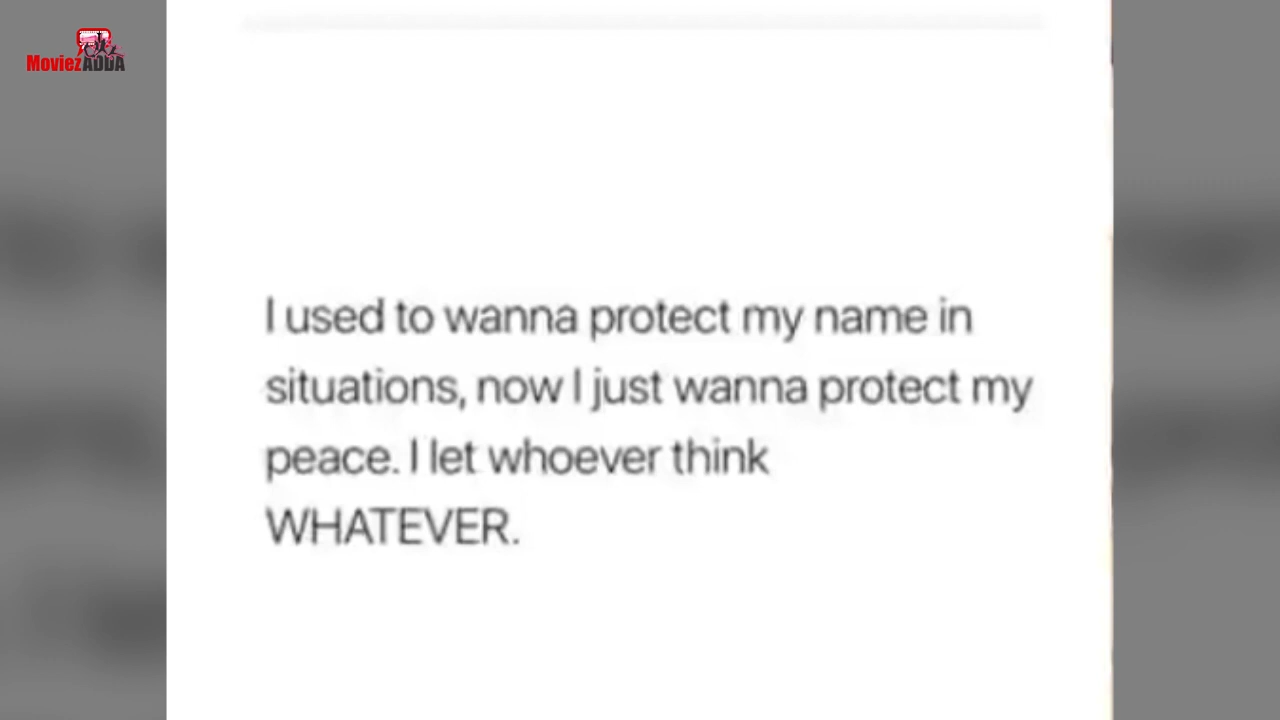 MoviezADDA
I used to wanna protect my name in
situations, now I just wanna protect my
peace. I let whoever think
WHATEVER.